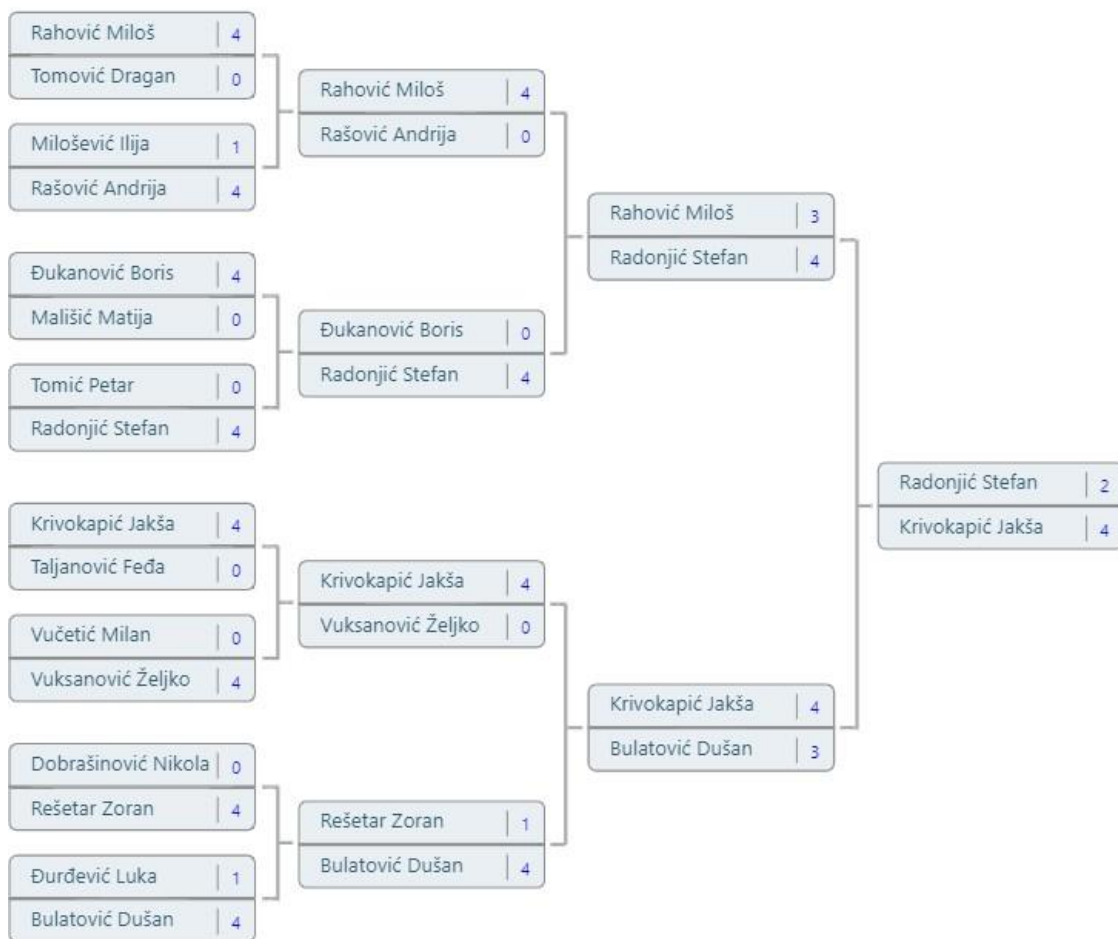 Rahović Miloš 4
Tomović Dragan 0
Milošević Ilija 1
Rašović Andrija 4
Đukanović Boris 4
Mališić Matija 0
Tomić Petar 0
Radonjić Stefan 4
Krivokapić Jakša 4
Taljanović Feđa 0
Vučetić Milan 0
Vuksanović Željko 4
Dobrašinović Nikola 0
Rešetar Zoran 4
Đurđević Luka 1
Bulatović Dušan 4
Rahović Miloš 4
Rašović Andrija 0
Đukanović Boris 0
Radonjić Stefan 4
Krivokapić Jakša 4
Vuksanović Željko 0
Rešetar Zoran 1
Bulatović Dušan 4
Rahović Miloš 3
Radonjić Stefan 4
Krivokapić Jakša 4
Bulatović Dušan 3
Radonjić Stefan 2
Krivokapić Jakša 4